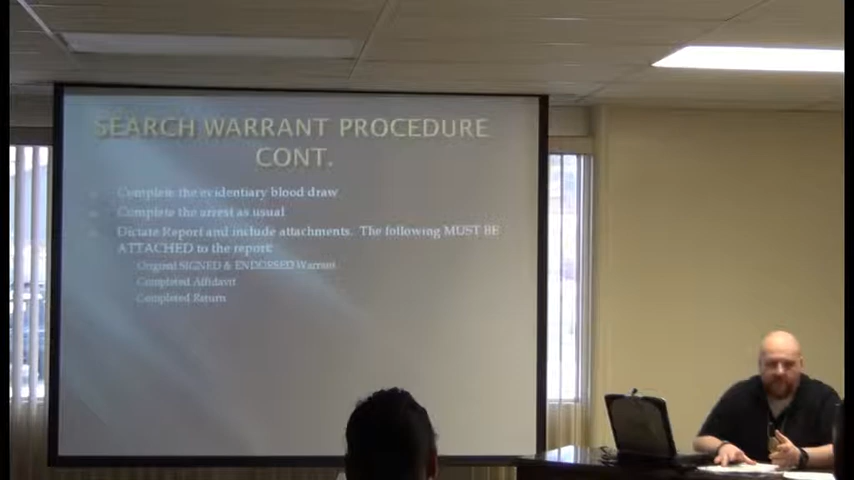 SEARCH WARRANT PROCEDURE
CONT.
Complete the evidentiary blood draw
Complete the arrest as usual
Dictate Report and include attachments. The following MUST BE
ATTACHED to the report:
Original SIGNED & ENDORSED Warrant
Completed Affidavit
Completed Return